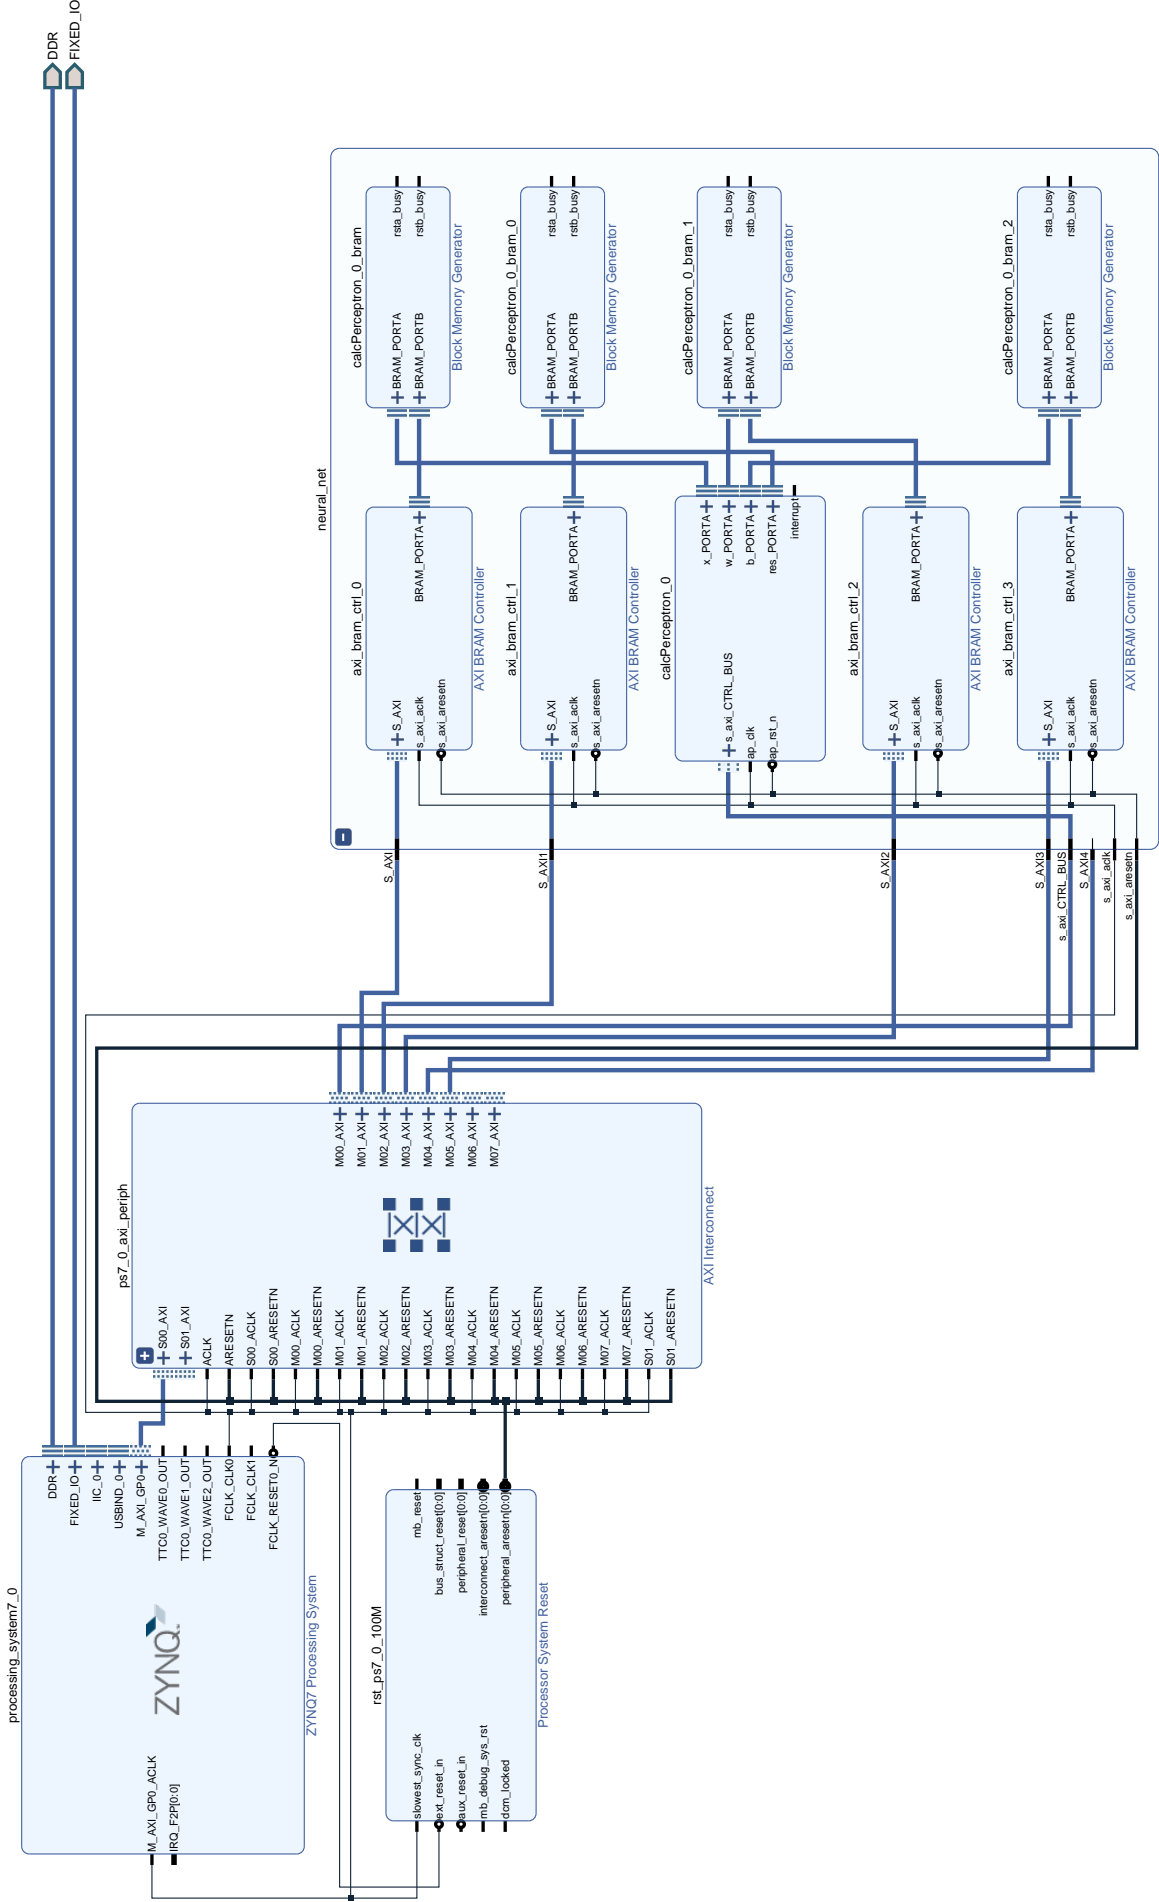 DDR
FIXED_IO
processing_system7_0
DDR
FIXED_IO
IIC_0
USBIND_0
M_AXI_GP0
TTC0_WAVE0_OUT
TTC0_WAVE1_OUT
TTC0_WAVE2_OUT
FCLK_CLK0
FCLK_CLK1
FCLK_RESET0_N
M_AXI_GP0_ACLK
IRQ_F2P[0:0]
ZYNQ
ZYNQ7 Processing System
rst_ps7_0_100M
slowest_sync_clk
ext_reset_in
aux_reset_in
mb_debug_sys_rst
dcm_locked
mb_reset
bus_struct_reset[0:0]
peripheral_reset[0:0]
interconnect_aresetn[0:0]
peripheral_aresetn[0:0]
Processor System Reset
ps7_0_axi_periph
S00_AXI
S01_AXI
ACLK
ARESETN
S00_ACLK
S00_ARESETN
M00_ACLK
M00_ARESETN
M01_ACLK
M01_ARESETN
M02_ACLK
M02_ARESETN
M03_ACLK
M03_ARESETN
M04_ACLK
M04_ARESETN
M05_ACLK
M05_ARESETN
M06_ACLK
M06_ARESETN
M07_ACLK
M07_ARESETN
S01_ACLK
S01_ARESETN
M00_AXI
M01_AXI
M02_AXI
M03_AXI
M04_AXI
M05_AXI
M06_AXI
M07_AXI
AXI Interconnect
neural_net
S_AXI
S_AXI1
S_AXI2
S_AXI3
s_axi_CTRL_BUS
S_AXI4
s_axi_aclk
s_axi_aresetn
axi_bram_ctrl_0
S_AXI
s_axi_aclk
s_axi_aresetn
BRAM_PORTA
AXI BRAM Controller
axi_bram_ctrl_1
S_AXI
s_axi_aclk
s_axi_aresetn
BRAM_PORTA
AXI BRAM Controller
calcPerceptron_0
s_axi_CTRL_BUS
ap_clk
ap_rst_n
x_PORTA
w_PORTA
b_PORTA
res_PORTA
interrupt
axi_bram_ctrl_2
S_AXI
s_axi_aclk
s_axi_aresetn
BRAM_PORTA
AXI BRAM Controller
axi_bram_ctrl_3
S_AXI
s_axi_aclk
s_axi_aresetn
BRAM_PORTA
AXI BRAM Controller
calcPerceptron_0_bram
BRAM_PORTA
BRAM_PORTB
rsta_busy
rstb_busy
Block Memory Generator
calcPerceptron_0_bram_0
BRAM_PORTA
BRAM_PORTB
rsta_busy
rstb_busy
Block Memory Generator
calcPerceptron_0_bram_1
BRAM_PORTA
BRAM_PORTB
rsta_busy
rstb_busy
Block Memory Generator
calcPerceptron_0_bram_2
BRAM_PORTA
BRAM_PORTB
rsta_busy
rstb_busy
Block Memory Generator